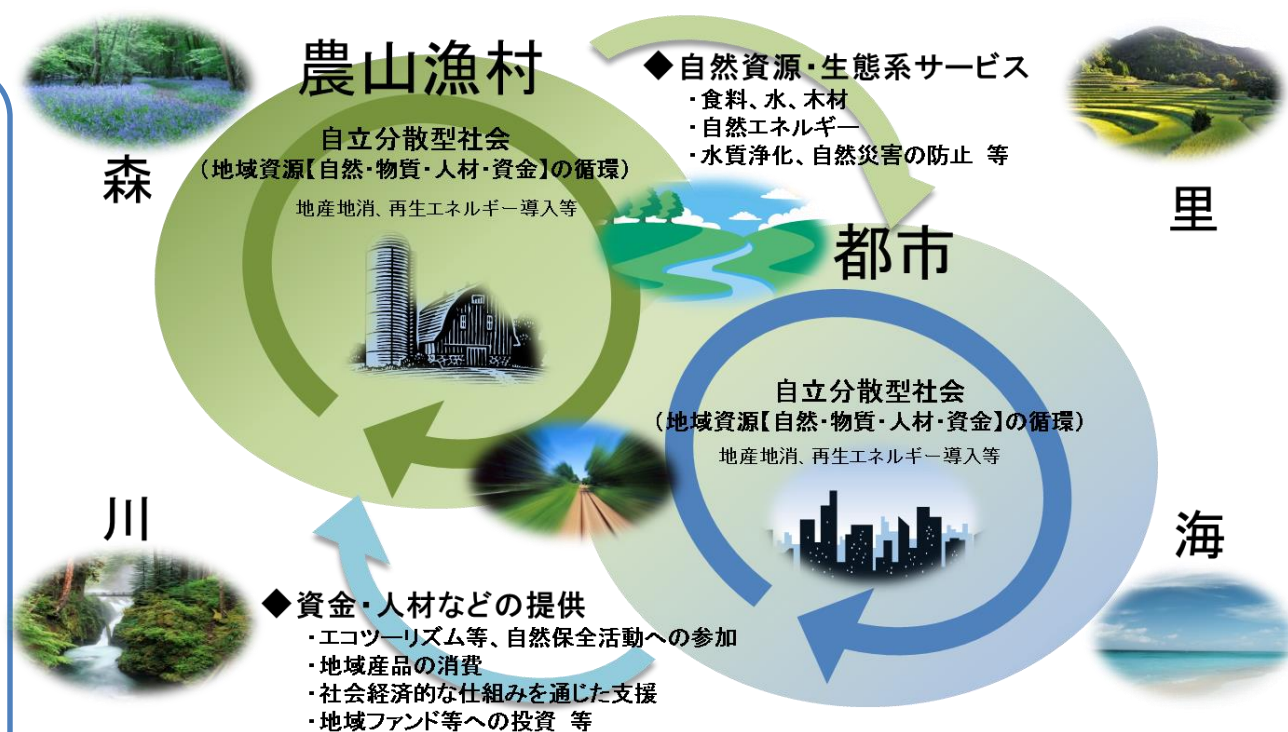 農山漁村
自立分散型社会
（地域資源【自然・物質・人材・資金】の循環）
地産地消、再生エネルギー導入等
◆自然資源・生態系サービス
・食料、水、木材
・自然エネルギー
・水質浄化、自然災害の防止 等
森
里
都市
自立分散型社会
（地域資源【自然・物質・人材・資金】の循環）
地産地消、再生エネルギー導入等
川
海
◆資金・人材などの提供
・エコツーリズム等、自然保全活動への参加
・地域産品の消費
・社会経済的な仕組みを通じた支援
・地域ファンド等への投資 等